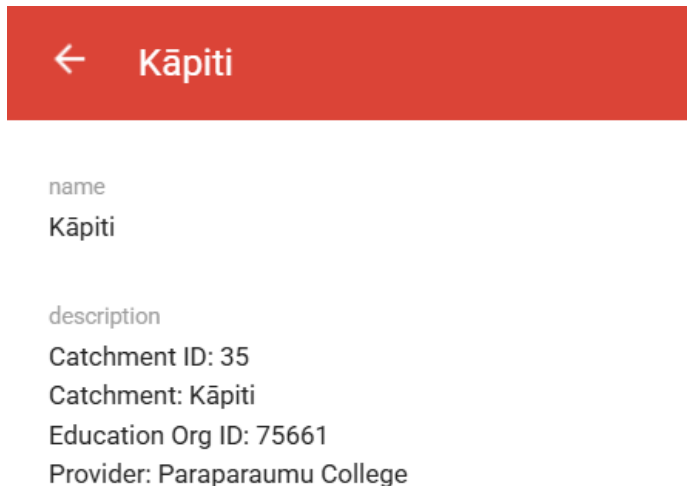 Kāpiti
name
Kāpiti
description
Catchment ID: 35
Catchment: Kāpiti
Education Org ID: 75661
Provider: Paraparaumu College